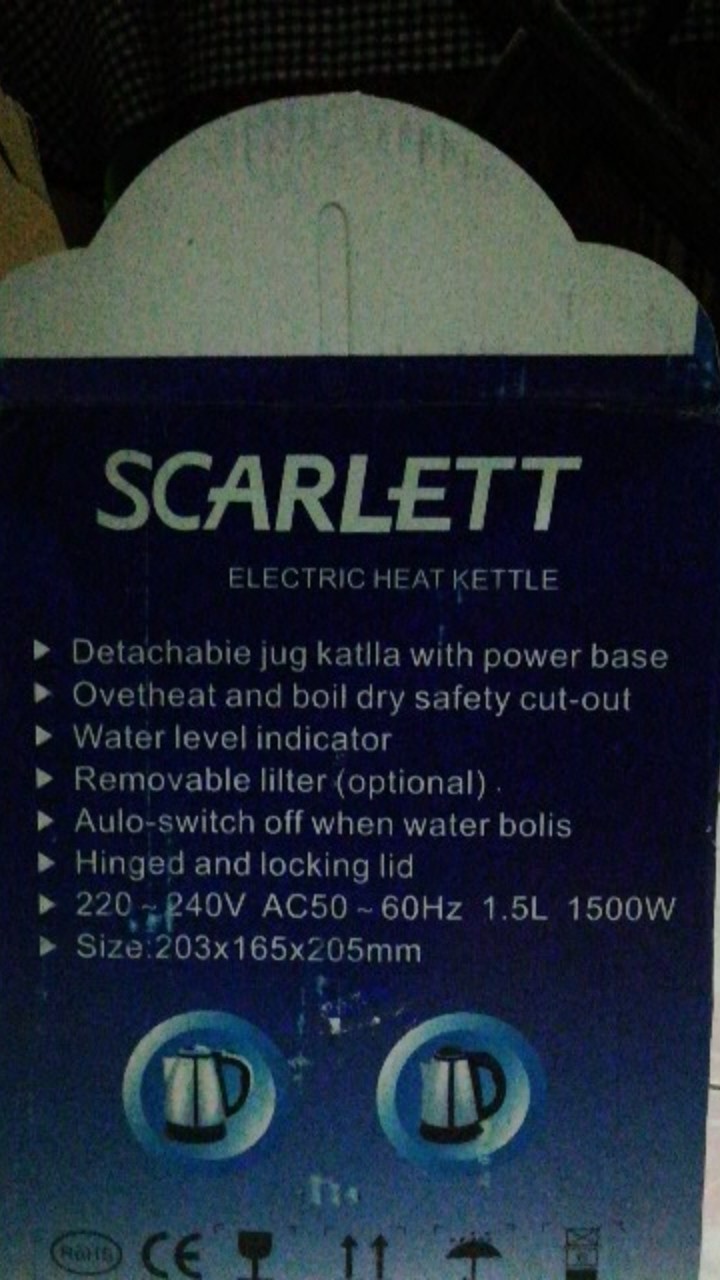 SCARLETT
ELECTRIC HEAT KETTLE
Detachabie jug katlla with power base
Ovetheat and boil dry safety cut-out
Water level indicator
Removable lilter (optional) .
Aulo-switch off when water bolis
Hinged and locking lid
220 ~ 240V AC50 ~ 60Hz 1.5L 1500W
Size:203x165x205mm
RoHS CE